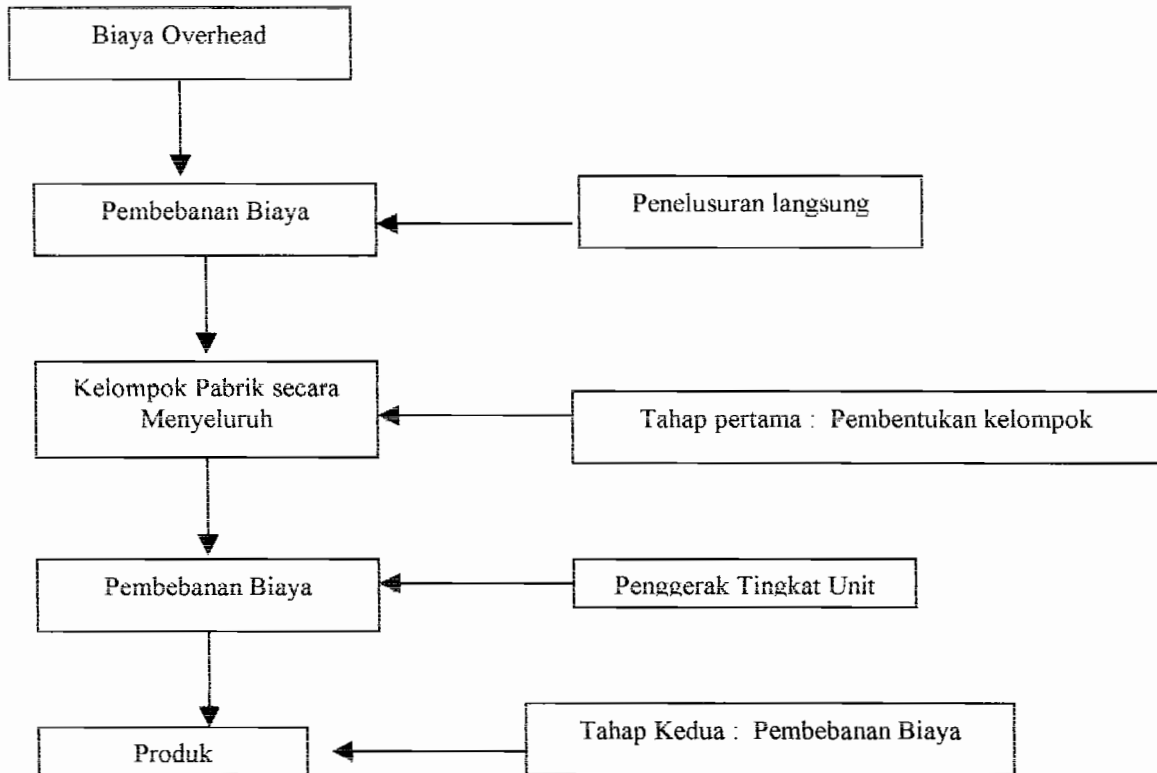 Biaya Overhead
Pembebanan Biaya
Penelusuran langsung
Kelompok Pabrik secara
Menyeluruh
Tahap pertama : Pembentukan kelompok
Pembebanan Biaya
Penggerak Tingkat Unit
Tahap Kedua : Pembebanan Biaya
Produk